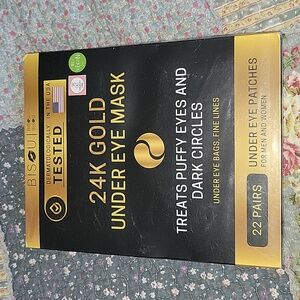 BISOULI
DERMATOLOGICALLY
TESTED
IN THE USA
24K GOLD
UNDER EYE MASK
TREATS PUFFY EYES AND
DARK CIRCLES
UNDER EYE BAGS, FINE LINES
22 PAIRS
UNDER EYE PATCHES
FOR MEN AND WOMEN